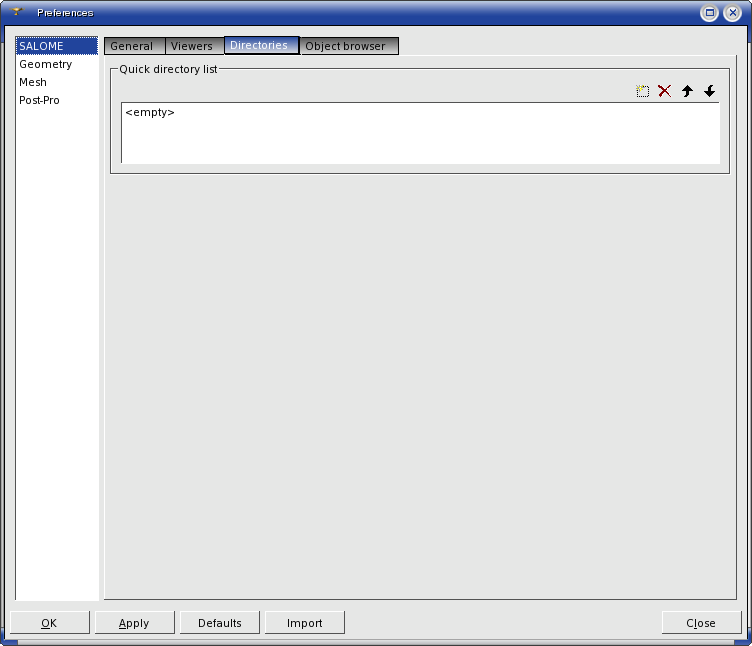 Preferences
SALOME
Geometry
Mesh
Post-Pro
General Viewers Directories Object browser
Quick directory list
<empty>
OK Apply Defaults Import Close